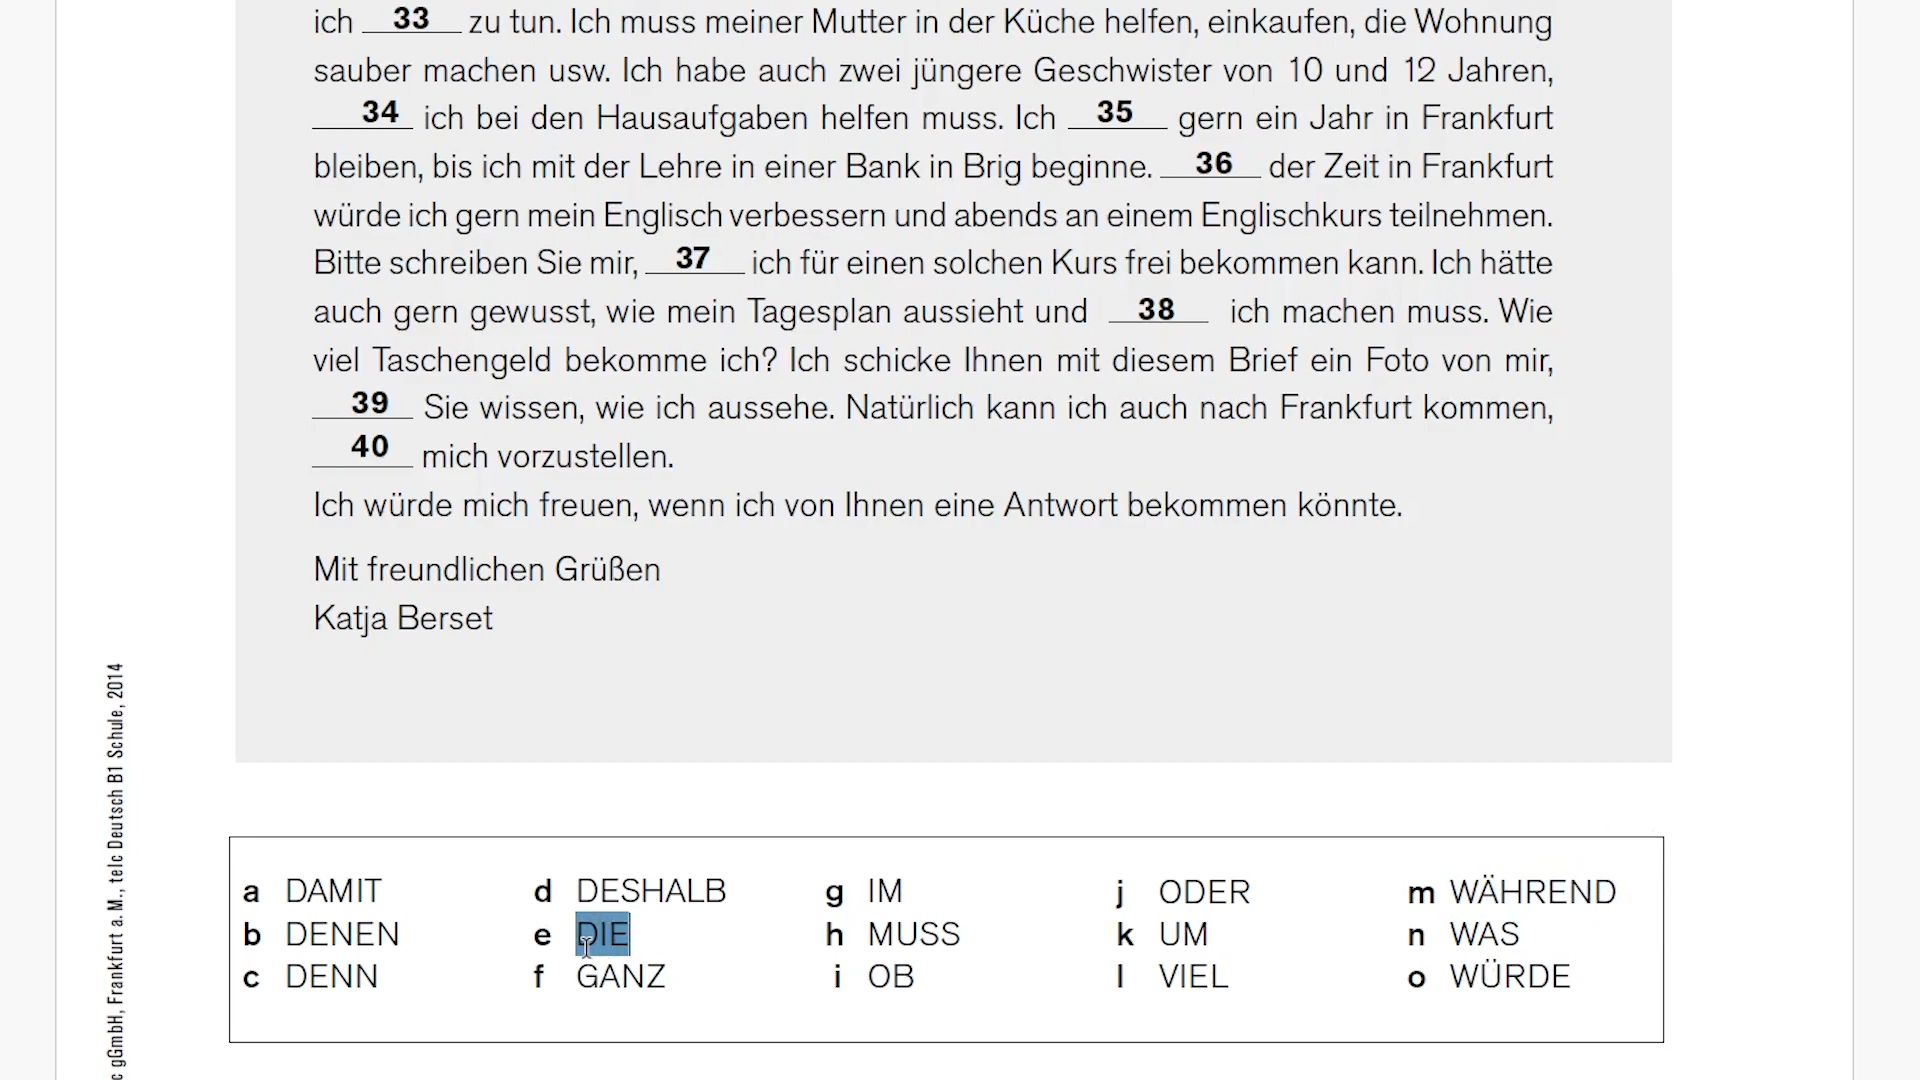 ich 33 zu tun. Ich muss meiner Mutter in der Küche helfen, einkaufen, die Wohnung
sauber machen usw. Ich habe auch zwei jüngere Geschwister von 10 und 12 Jahren,
34 ich bei den Hausaufgaben helfen muss. Ich 35 gern ein Jahr in Frankfurt
bleiben, bis ich mit der Lehre in einer Bank in Brig beginne. 36 der Zeit in Frankfurt
würde ich gern mein Englisch verbessern und abends an einem Englischkurs teilnehmen.
Bitte schreiben Sie mir, 37 ich für einen solchen Kurs frei bekommen kann. Ich hätte
auch gern gewusst, wie mein Tagesplan aussieht und 38 ich machen muss. Wie
viel Taschengeld bekomme ich? Ich schicke Ihnen mit diesem Brief ein Foto von mir,
39 Sie wissen, wie ich aussehe. Natürlich kann ich auch nach Frankfurt kommen,
40 mich vorzustellen.
Ich würde mich freuen, wenn ich von Ihnen eine Antwort bekommen könnte.
Mit freundlichen Grüßen
Katja Berset
c gGmbH, Frankfurt a. M., telc Deutsch B1 Schule, 2014
a DAMIT d DESHALB g IM j ODER m WÄHREND
b DENEN e DIE h MUSS k UM n WAS
c DENN f GANZ i OB l VIEL o WÜRDE